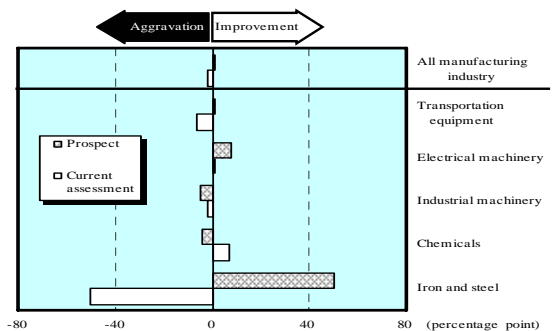 Aggravation Improvement
All manufacturing
industry
Transportation
equipment
Electrical machinery
Industrial machinery
Chemicals
Iron and steel
Prospect
Current
assessment
-80 -40 0 40 80 (percentage point)